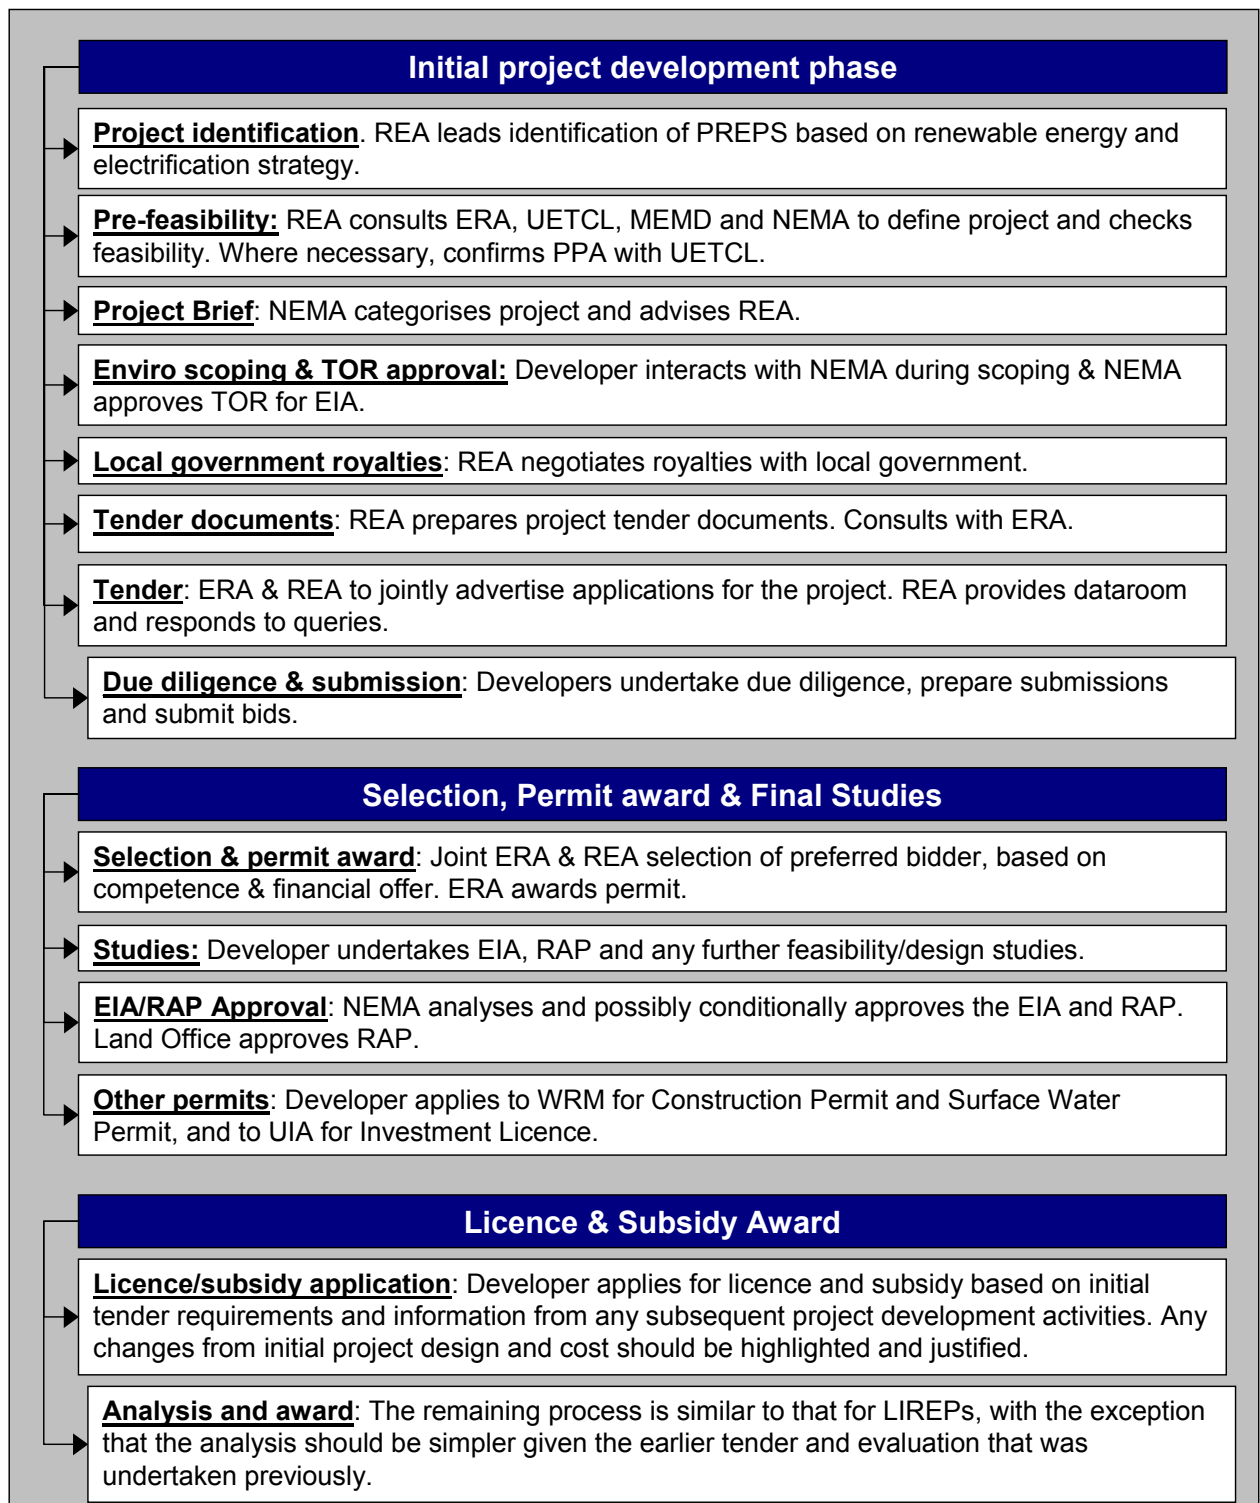 Initial project development phase
Project identification. REA leads identification of PREPS based on renewable energy and
electrification strategy.
Pre-feasibility: REA consults ERA, UETCL, MEMD and NEMA to define project and checks
feasibility. Where necessary, confirms PPA with UETCL.
Project Brief: NEMA categorises project and advises REA.
Enviro scoping & TOR approval: Developer interacts with NEMA during scoping & NEMA
approves TOR for EIA.
Local government royalties: REA negotiates royalties with local government.
Tender documents: REA prepares project tender documents. Consults with ERA.
Tender: ERA & REA to jointly advertise applications for the project. REA provides dataroom
and responds to queries.
Due diligence & submission: Developers undertake due diligence, prepare submissions
and submit bids.
Selection, Permit award & Final Studies
Selection & permit award: Joint ERA & REA selection of preferred bidder, based on
competence & financial offer. ERA awards permit.
Studies: Developer undertakes EIA, RAP and any further feasibility/design studies.
EIA/RAP Approval: NEMA analyses and possibly conditionally approves the EIA and RAP.
Land Office approves RAP.
Other permits: Developer applies to WRM for Construction Permit and Surface Water
Permit, and to UIA for Investment Licence.
Licence & Subsidy Award
Licence/subsidy application: Developer applies for licence and subsidy based on initial
tender requirements and information from any subsequent project development activities. Any
changes from initial project design and cost should be highlighted and justified.
Analysis and award: The remaining process is similar to that for LIREPs, with the exception
that the analysis should be simpler given the earlier tender and evaluation that was
undertaken previously.